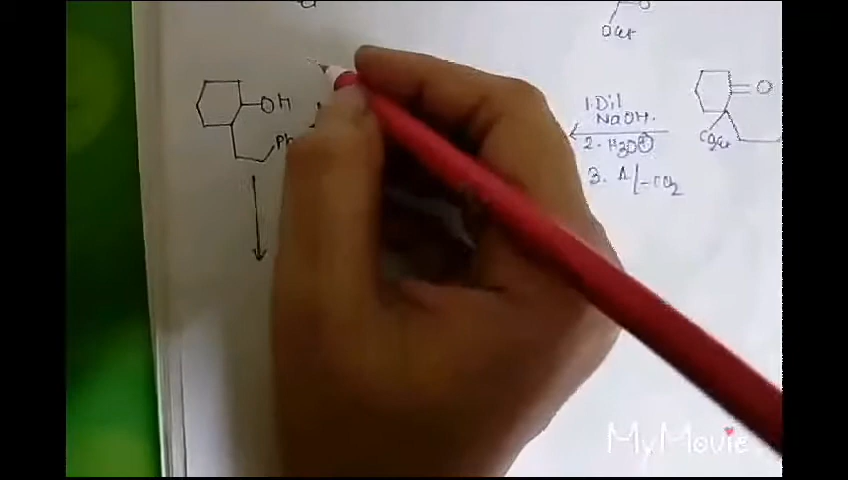 OEt
OH
Ph
1. Dil
NaOH.
2. H3O⊕
3. Δ/-CO2
O
CO2Et
MyMovie